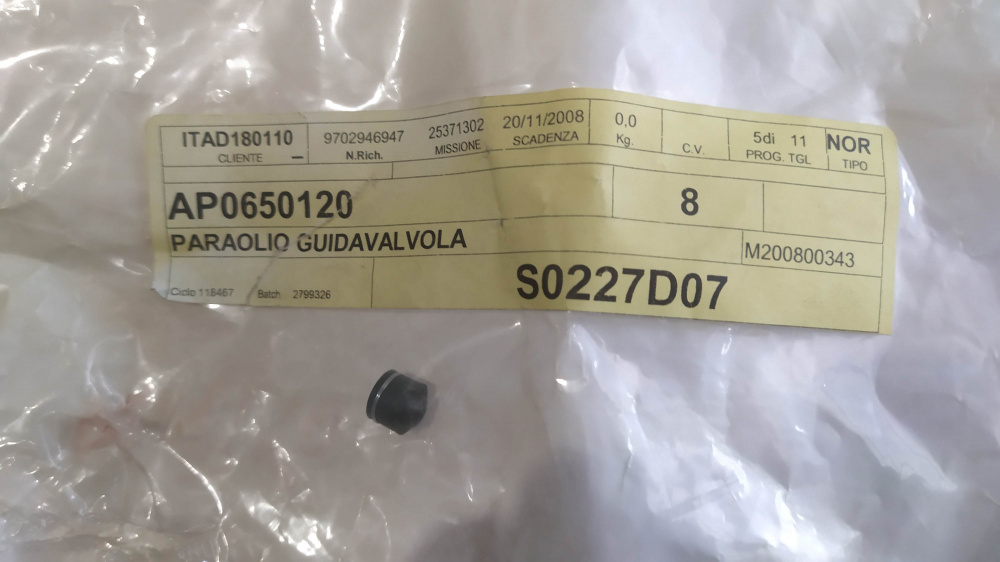 ITAD180110 9702946947 25371302 20/11/2008 0,0 5di 11 NOR
CLIENTE N.Rich. MISSIONE SCADENZA Kg. C.V. PROG. TGL TIPO
AP0650120 8
PARAOLIO GUIDAVALVOLA M200800343
Ciclo 118467 Batch 2799326 S0227D07